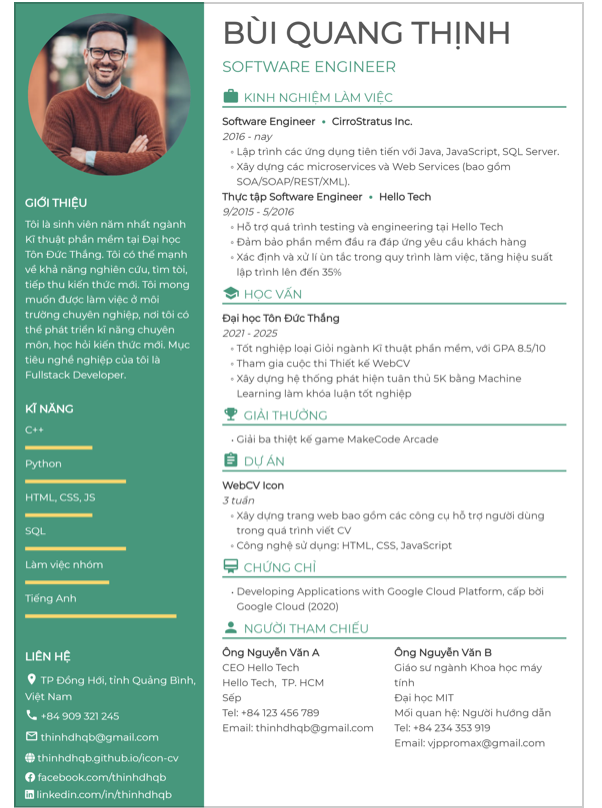 BÙI QUANG THỊNH
SOFTWARE ENGINEER
GIỚI THIỆU
Tôi là sinh viên năm nhất ngành
Kĩ thuật phần mềm tại Đại học
Tôn Đức Thắng. Tôi có thế mạnh
về khả năng nghiên cứu, tìm tòi,
tiếp thu kiến thức mới. Tôi mong
muốn được làm việc ở môi
trường chuyên nghiệp, nơi tôi có
thể phát triển kĩ năng chuyên
môn, học hỏi kiến thức mới. Mục
tiêu nghề nghiệp của tôi là
Fullstack Developer.
KĨ NĂNG
C++
Python
HTML, CSS, JS
SQL
Làm việc nhóm
Tiếng Anh
LIÊN HỆ
TP Đồng Hới, tỉnh Quảng Bình,
Việt Nam
+84 909 321 245
thinhdhqb@gmail.com
thinhdhqb.github.io/icon-cv
facebook.com/thinhdhqb
linkedin.com/in/thinhdhqb
KINH NGHIỆM LÀM VIỆC
Software Engineer • CirroStratus Inc.
2016 - nay
◦ Lập trình các ứng dụng tiên tiến với Java, JavaScript, SQL Server.
◦ Xây dựng các microservices và Web Services (bao gồm
SOA/SOAP/REST/XML).
Thực tập Software Engineer • Hello Tech
9/2015 - 5/2016
◦ Hỗ trợ quá trình testing và engineering tại Hello Tech
◦ Đảm bảo phần mềm đầu ra đáp ứng yêu cầu khách hàng
◦ Xác định và xử lí ùn tắc trong quy trình làm việc, tăng hiệu suất
lập trình lên đến 35%
HỌC VẤN
Đại học Tôn Đức Thắng
2021 - 2025
◦ Tốt nghiệp loại Giỏi ngành Kĩ thuật phần mềm, với GPA 8.5/10
◦ Tham gia cuộc thi Thiết kế WebCV
◦ Xây dựng hệ thống phát hiện tuân thủ 5K bằng Machine
Learning làm khóa luận tốt nghiệp
GIẢI THƯỞNG
• Giải ba thiệt kế game MakeCode Arcade
DỰ ÁN
WebCV Icon
3 tuần
◦ Xây dựng trang web bao gồm các công cụ hỗ trợ người dùng
trong quá trình viết CV
◦ Công nghệ sử dụng: HTML, CSS, JavaScript
CHỨNG CHỈ
• Developing Applications with Google Cloud Platform, cấp bời
Google Cloud (2020)
NGƯỜI THAM CHIẾU
Ông Nguyễn Văn A
CEO Hello Tech
Hello Tech, TP. HCM
Sếp
Tel: +84 123 456 789
Email: thinhdhqb@gmail.com
Ông Nguyễn Văn B
Giáo sư ngành Khoa học máy
tính
Đại học MIT
Mối quan hệ: Người hướng dẫn
Tel: +84 234 353 919
Email: vjppromax@gmail.com